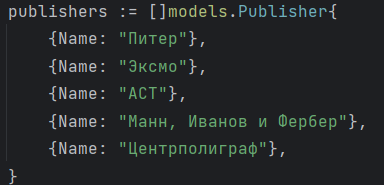 publishers := []models.Publisher{
    {Name: "Питер"},
    {Name: "Эксмо"},
    {Name: "АСТ"},
    {Name: "Манн, Иванов и Фербер"},
    {Name: "Центрполиграф"},
}